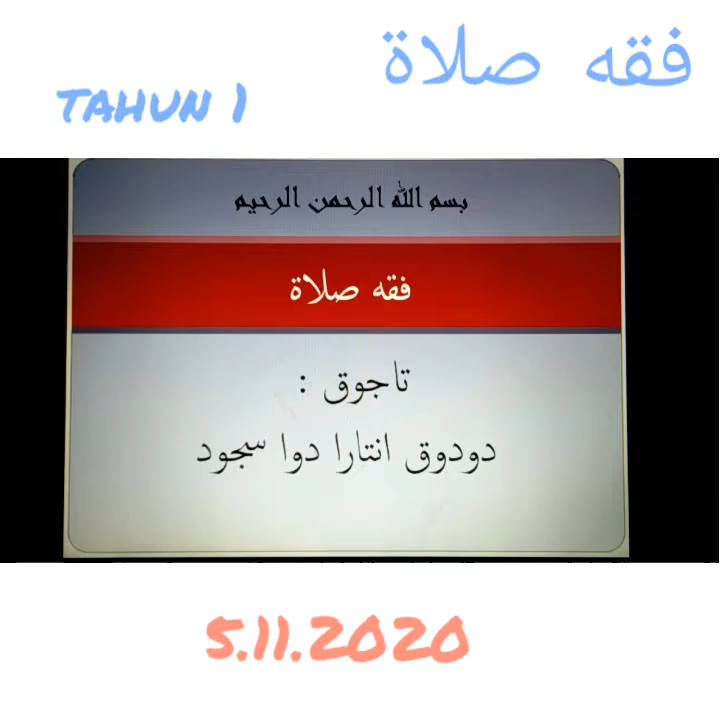 فقه صلاة
TAHUN 1
بسم الله الرحمن الرحيم
فقه صلاة
تاجوق :
دودوق انتارا دوا سجود
5.11.2020